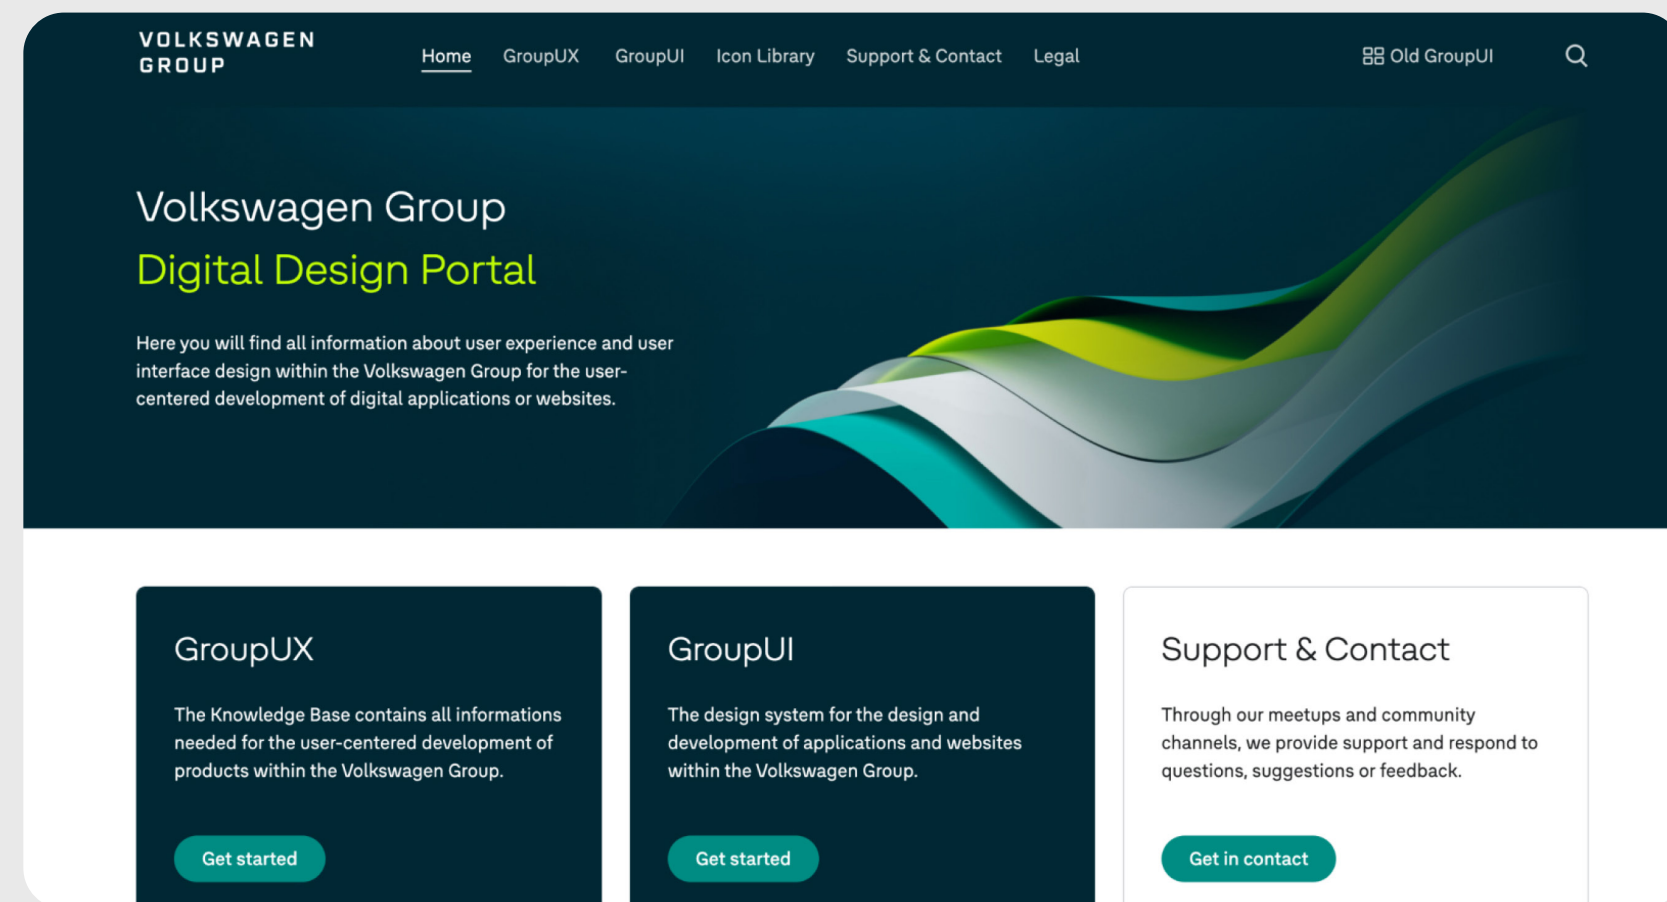 VOLKSWAGEN
GROUP
Home GroupUX GroupUI Icon Library Support & Contact Legal Old GroupUI
Volkswagen Group
Digital Design Portal
Here you will find all information about user experience and user
interface design within the Volkswagen Group for the user-
centered development of digital applications or websites.
GroupUX
The Knowledge Base contains all informations
needed for the user-centered development of
products within the Volkswagen Group.
Get started
GroupUI
The design system for the design and
development of applications and websites
within the Volkswagen Group.
Get started
Support & Contact
Through our meetups and community
channels, we provide support and respond to
questions, suggestions or feedback.
Get in contact